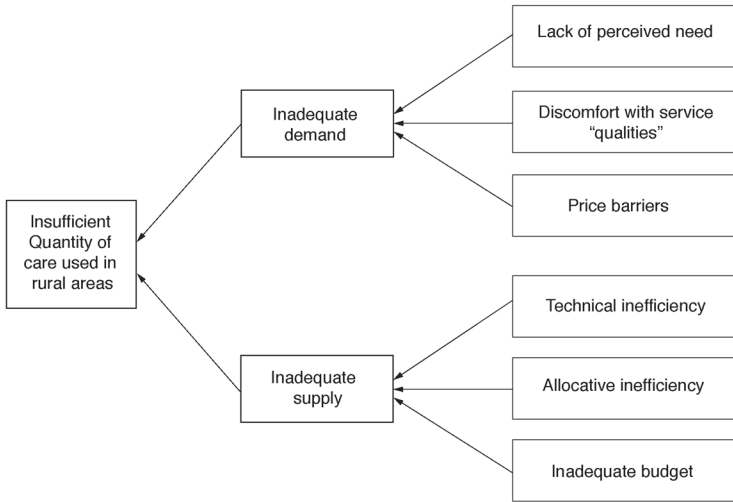 Lack of perceived need
Inadequate
demand
Discomfort with service
“qualities”
Price barriers
Insufficient
Quantity of
care used in
rural areas
Technical inefficiency
Inadequate
supply
Allocative inefficiency
Inadequate budget